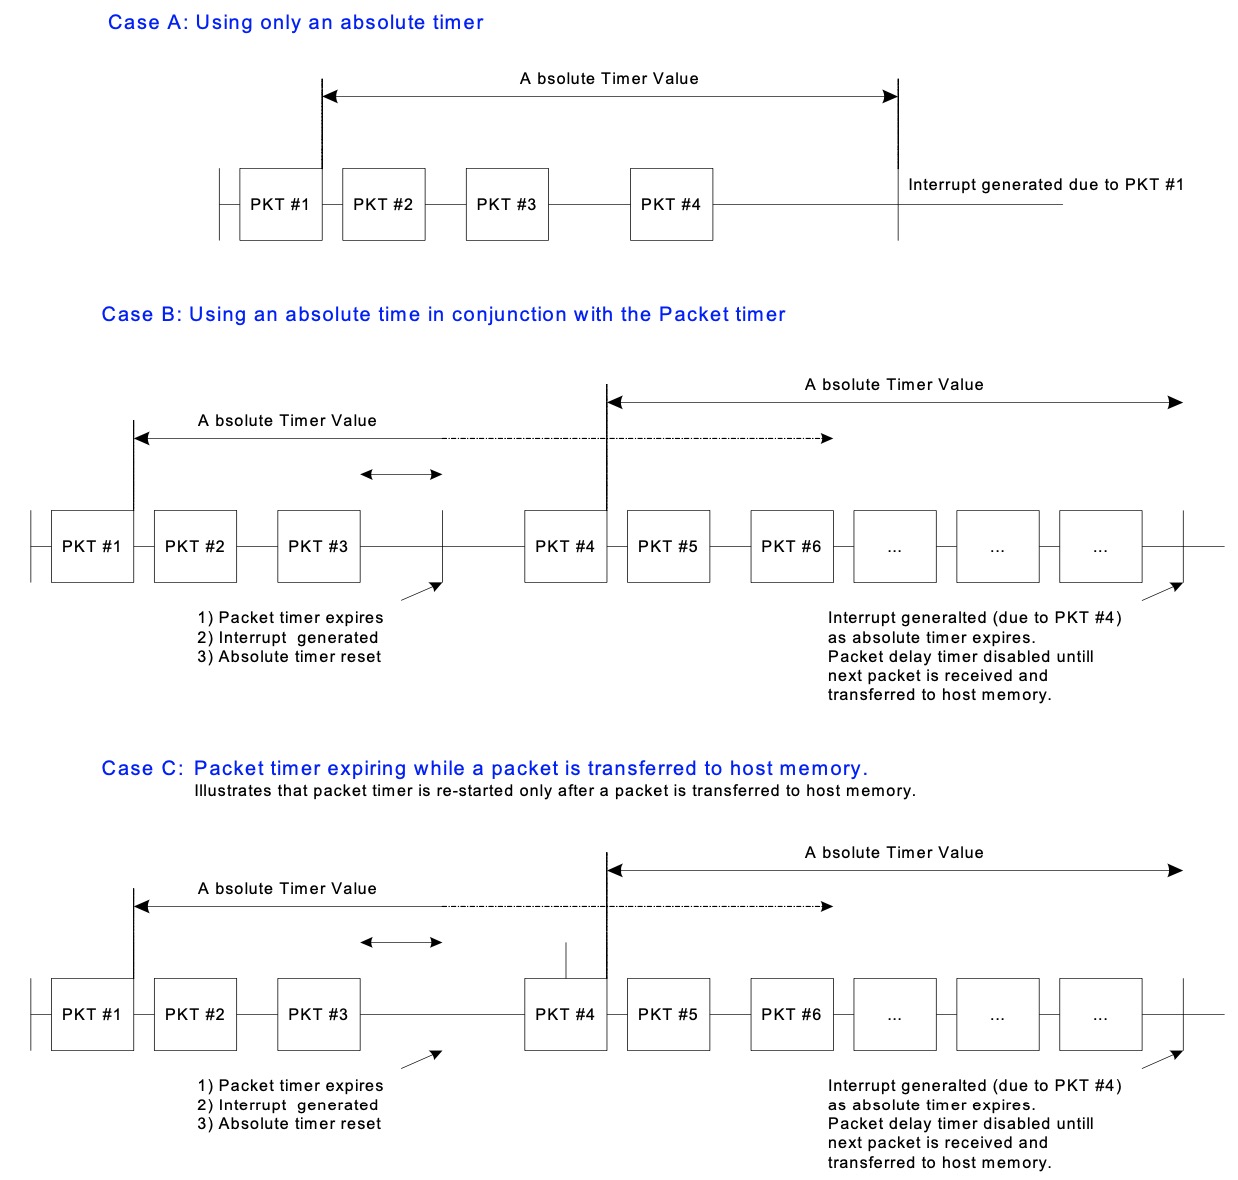 Case A: Using only an absolute timer
A bsolute Timer Value
Interrupt generated due to PKT #1
PKT #1
PKT #2
PKT #3
PKT #4
Case B: Using an absolute time in conjunction with the Packet timer
A bsolute Timer Value
A bsolute Timer Value
PKT #1
PKT #2
PKT #3
PKT #4
PKT #5
PKT #6
...
...
...
1) Packet timer expires
2) Interrupt generated
3) Absolute timer reset
Interrupt generalted (due to PKT #4)
as absolute timer expires.
Packet delay timer disabled untill
next packet is received and
transferred to host memory.
Case C: Packet timer expiring while a packet is transferred to host memory.
Illustrates that packet timer is re-started only after a packet is transferred to host memory.
A bsolute Timer Value
A bsolute Timer Value
PKT #1
PKT #2
PKT #3
PKT #4
PKT #5
PKT #6
...
...
...
1) Packet timer expires
2) Interrupt generated
3) Absolute timer reset
Interrupt generalted (due to PKT #4)
as absolute timer expires.
Packet delay timer disabled untill
next packet is received and
transferred to host memory.